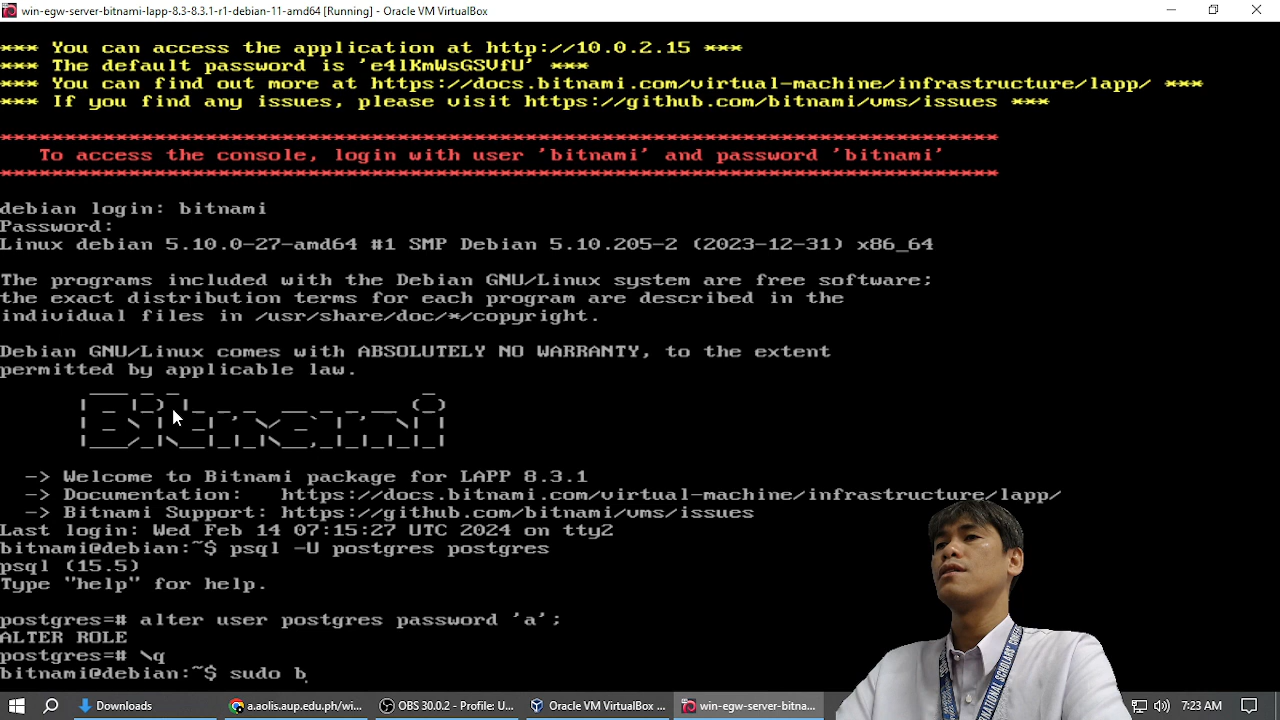 win-egw-server-bitnami-lapp-8.3-8.3.1-r1-debian-11-amd64 [Running] - Oracle VM VirtualBox
*** You can access the application at http://10.0.2.15 ***
*** The default password is 'e4lKmWsGSVfU' ***
*** You can find out more at https://docs.bitnami.com/virtual-machine/infrastructure/lapp/ ***
*** If you find any issues, please visit https://github.com/bitnami/vms/issues ***
******************************************************************************
To access the console, login with user 'bitnami' and password 'bitnami'
******************************************************************************
debian login: bitnami
Password:
Linux debian 5.10.0-27-amd64 #1 SMP Debian 5.10.205-2 (2023-12-31) x86_64
The programs included with the Debian GNU/Linux system are free software;
the exact distribution terms for each program are described in the
individual files in /usr/share/doc/*/copyright.
Debian GNU/Linux comes with ABSOLUTELY NO WARRANTY, to the extent
permitted by applicable law.
Bitnami
-> Welcome to Bitnami package for LAPP 8.3.1
-> Documentation: https://docs.bitnami.com/virtual-machine/infrastructure/lapp/
-> Bitnami Support: https://github.com/bitnami/vms/issues
Last login: Wed Feb 14 07:15:27 UTC 2024 on tty2
bitnami@debian:~$ psql -U postgres postgres
psql (15.5)
Type "help" for help.
postgres=# alter user postgres password 'a';
ALTER ROLE
postgres=# \q
bitnami@debian:~$ sudo b
Downloads
a.aolis.aup.edu.ph/wi...
OBS 30.0.2 - Profile: U...
Oracle VM VirtualBox ...
win-egw-server-bitna...
7:23 AM